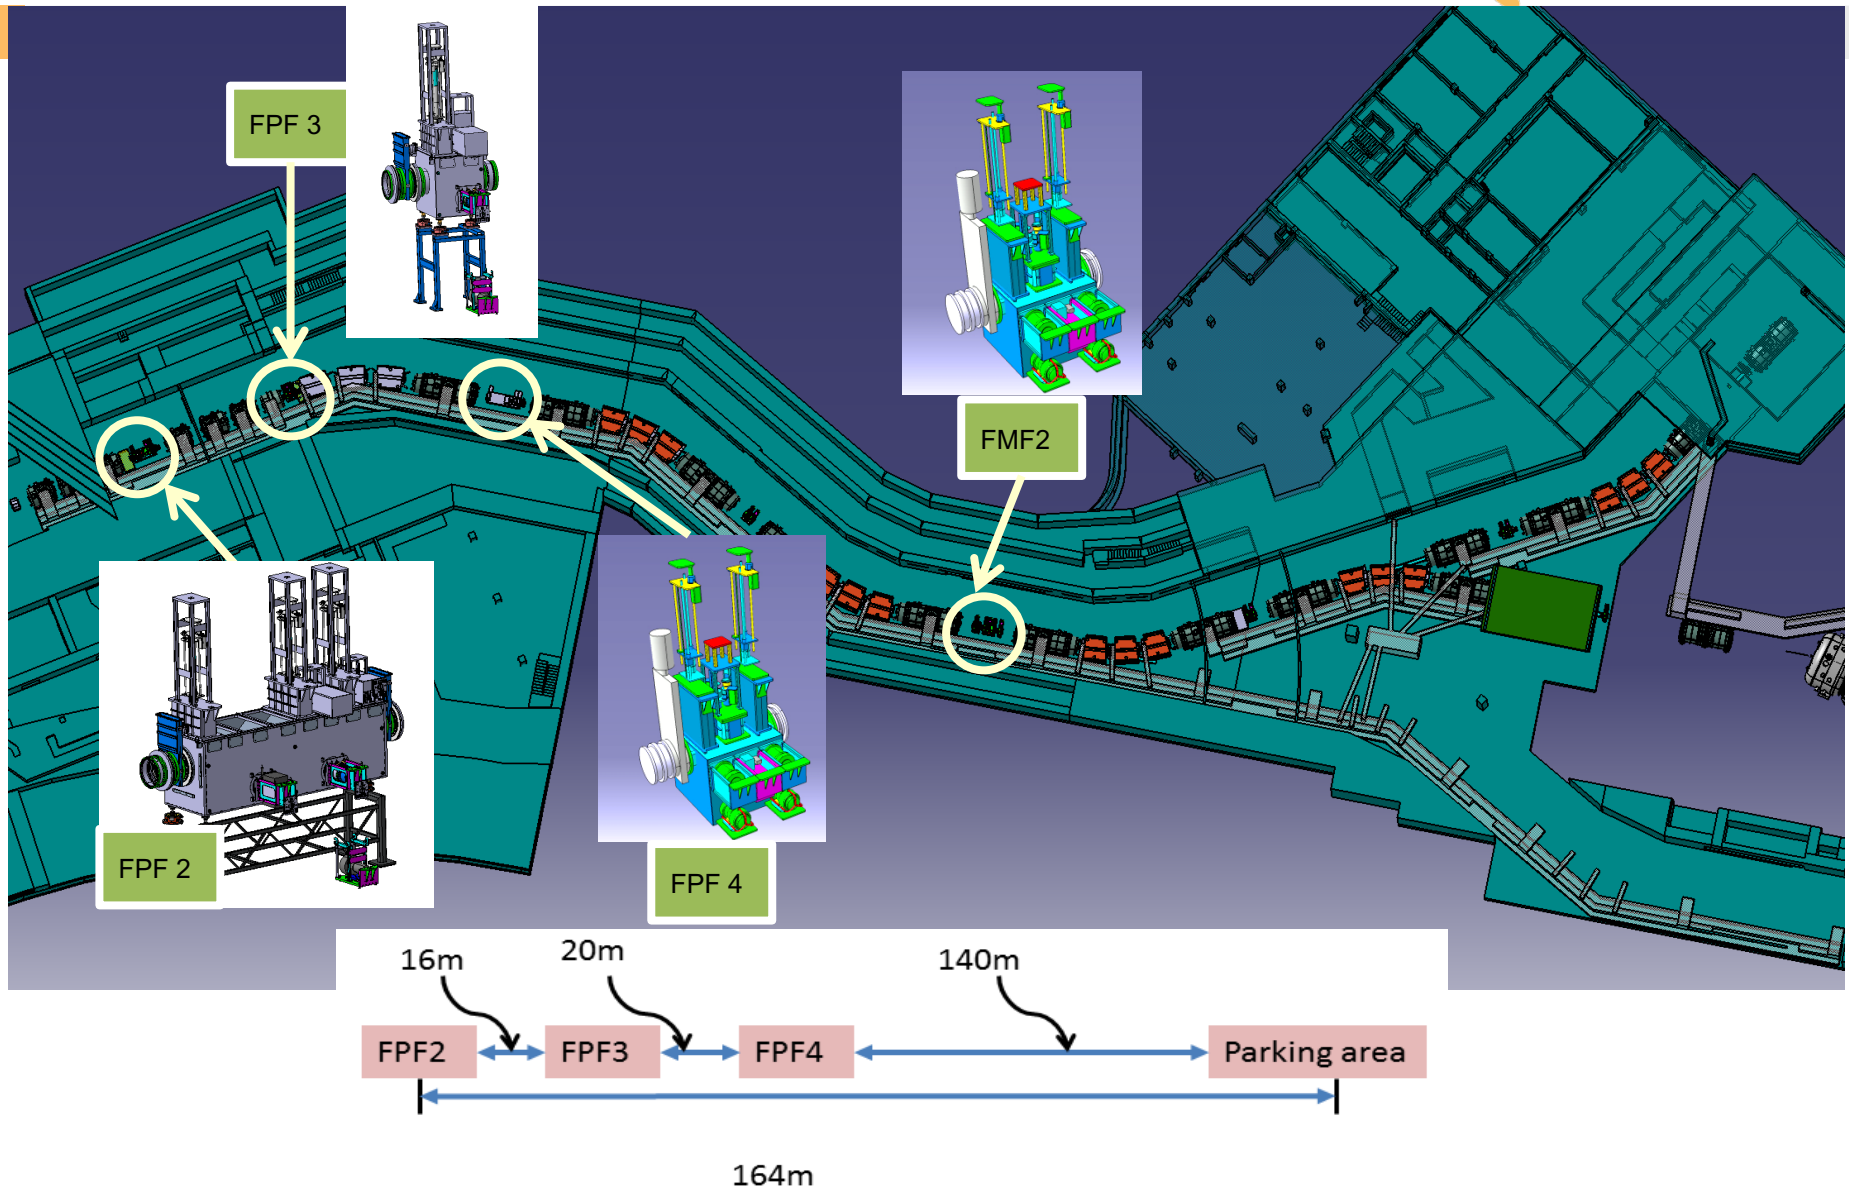 FPF 3
FMF2
FPF 2
FPF 4
16m
20m
140m
FPF2
FPF3
FPF4
Parking area
164m